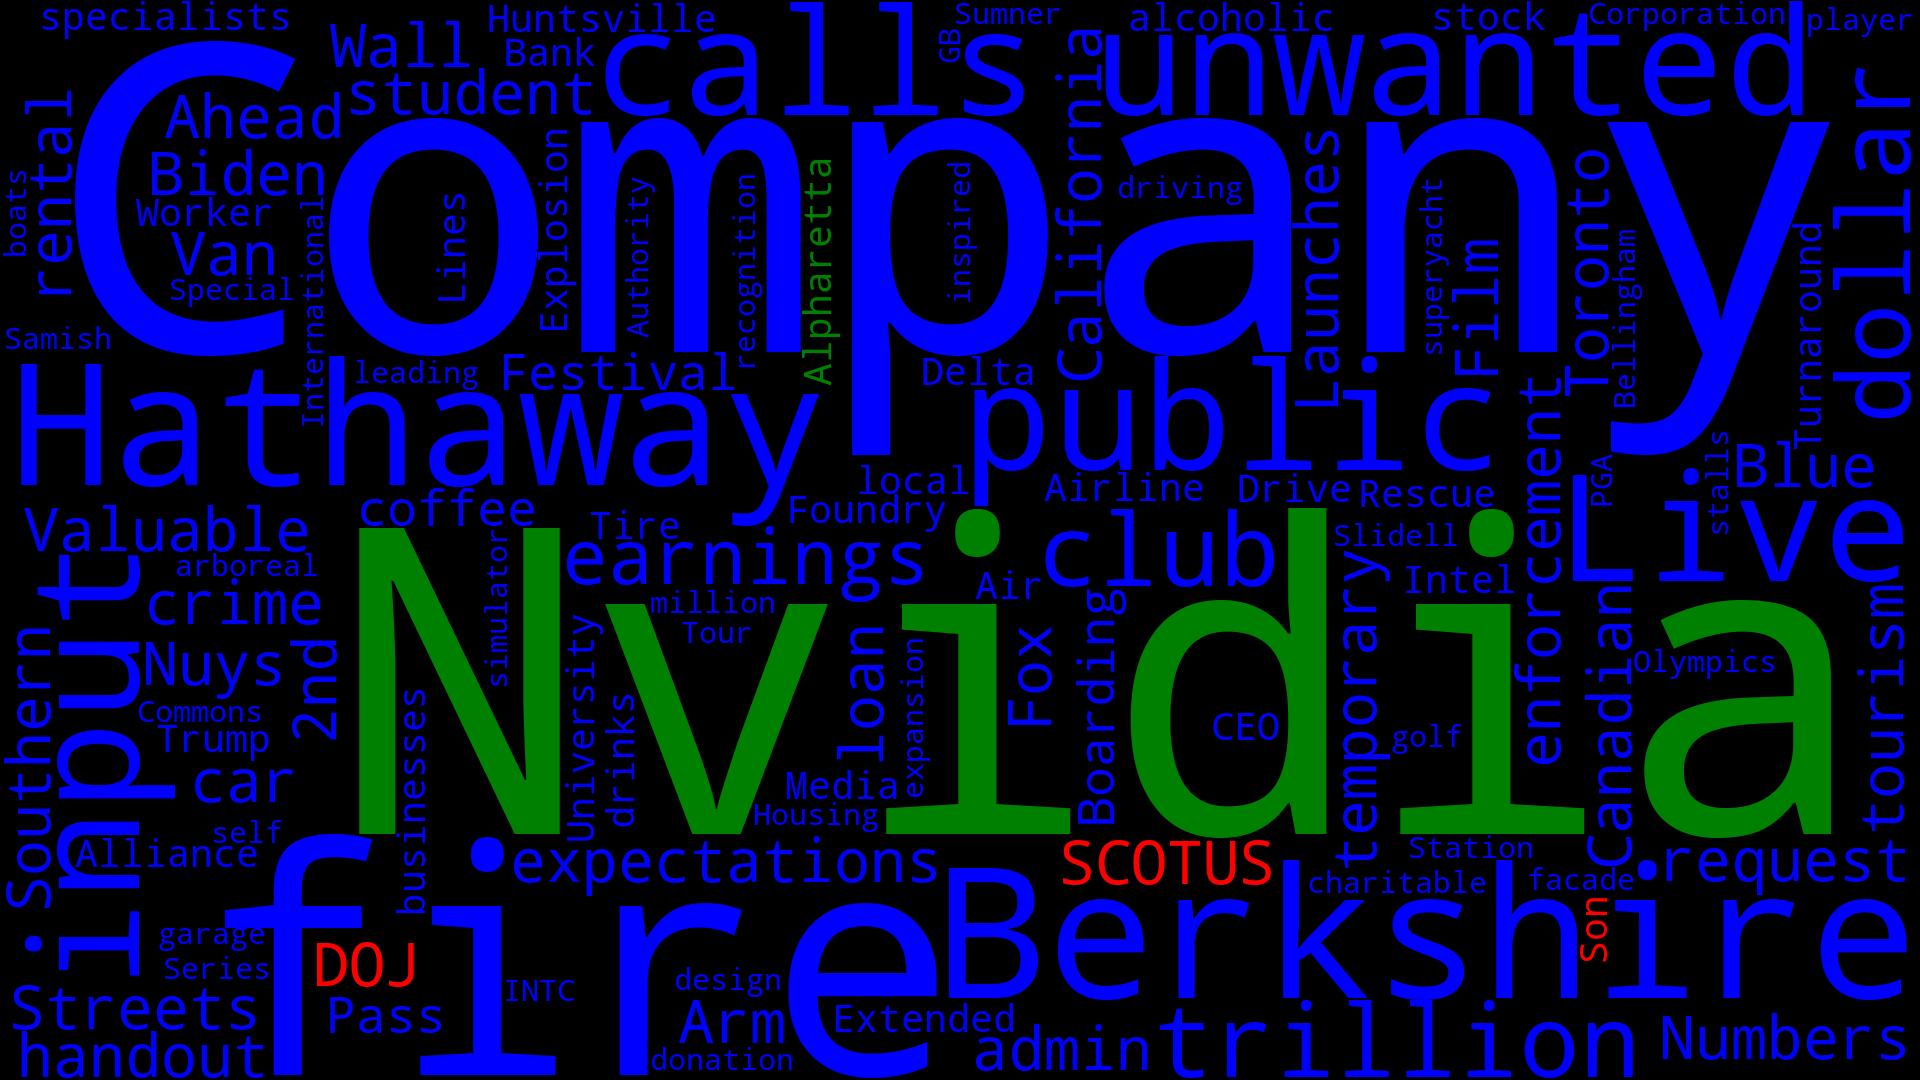 specialists
Huntsville
Sumner
alcoholic
stock
Corporation
player
Wall
Bank
calls
GB
unwanted
student
Ahead
rental
boats
Company
California
dollar
Biden
Worker
Van
Special
International
Lines
Explosion
Authority
recognition
Alpharetta
inspired
driving
Launches
superyacht
Film
Toronto
Bellingham
Turnaround
Samish
Hathaway
leading
Festival
Delta
public
enforcement
local
Airline
Drive
Rescue
PGA
stalls
Blue
Live
Valuable
coffee
Tire
Foundry
earnings
club
Slidell
arboreal
input
crime
simulator
Nvidia
million
Tour
Air
Intel
Southern
Nuys
2nd
University
drinks
loan
expansion
Fox
Boarding
CEO
temporary
golf
Canadian
Olympics
tourism
Commons
Trump
car
businesses
Media
Housing
self
Alliance
fire
expectations
SCOTUS
Station
charitable
facade
request
Berkshire
Son
garage
Series
DOJ
INTC
design
Streets
Pass
Arm
Extended
handout
donation
admin
trillion
Numbers